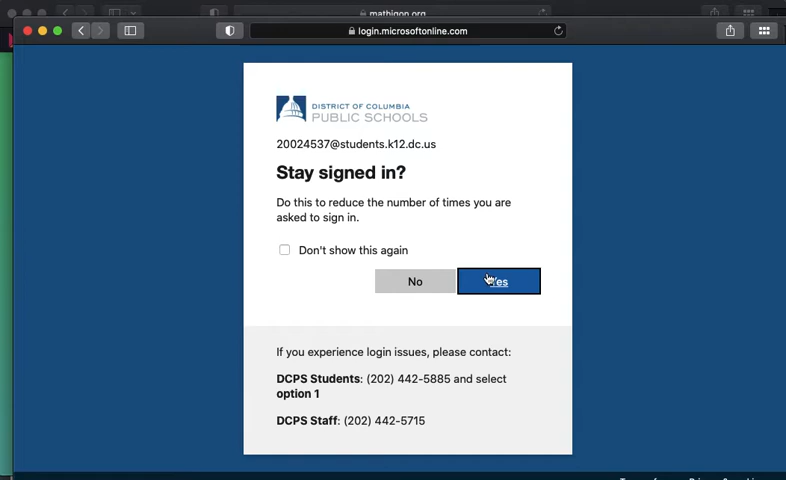 mathigon.org
login.microsoftonline.com
DISTRICT OF COLUMBIA
PUBLIC SCHOOLS
20024537@students.k12.dc.us
Stay signed in?
Do this to reduce the number of times you are
asked to sign in.
Don't show this again
No
Yes
If you experience login issues, please contact:
DCPS Students: (202) 442-5885 and select
option 1
DCPS Staff: (202) 442-5715